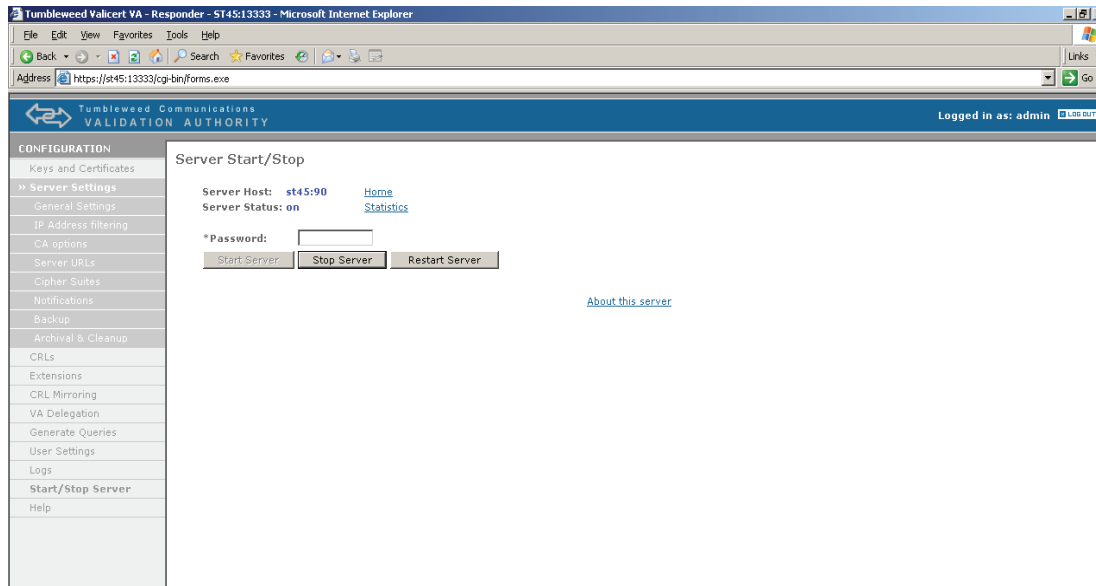 Tumbleweed Valicert VA - Responder - ST45:13333 - Microsoft Internet Explorer
File Edit View Favorites Tools Help
Back Search Favorites Links
Address https://st45:13333/cgi-bin/forms.exe Go
Tumbleweed Communications
VALIDATION AUTHORITY
Logged in as: admin LOG OUT
CONFIGURATION
Keys and Certificates
» Server Settings
General Settings
IP Address filtering
CA options
Server URLs
Cipher Suites
Notifications
Backup
Archival & Cleanup
CRLs
Extensions
CRL Mirroring
VA Delegation
Generate Queries
User Settings
Logs
Start/Stop Server
Help
Server Start/Stop
Server Host: st45:90 Home
Server Status: on Statistics
*Password:
Start Server Stop Server Restart Server
About this server